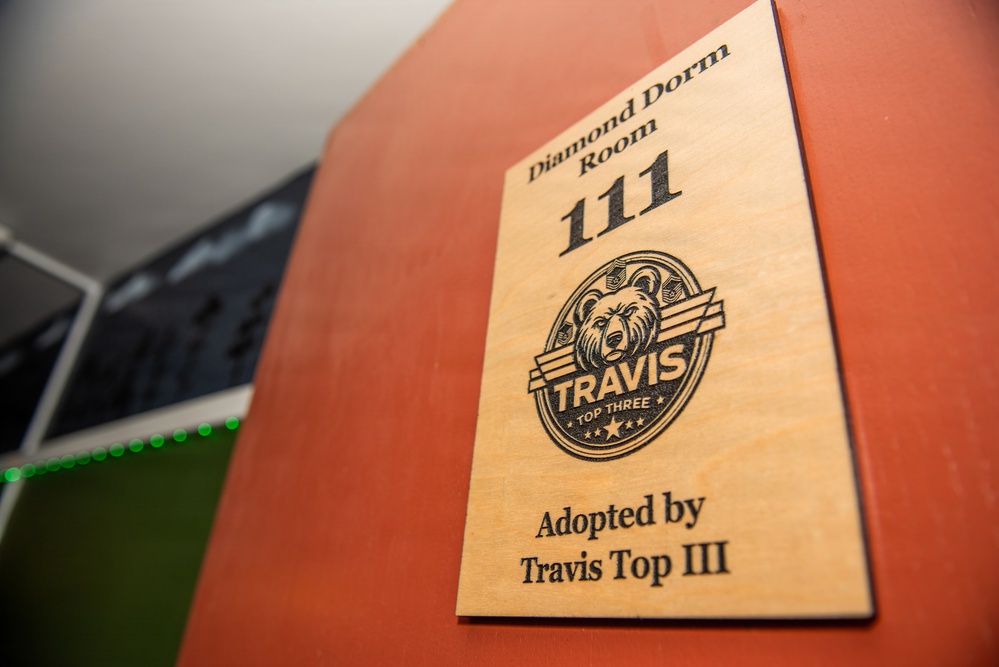 Diamond Dorm
Room
111
TRAVIS
TOP THREE
Adopted by
Travis Top III